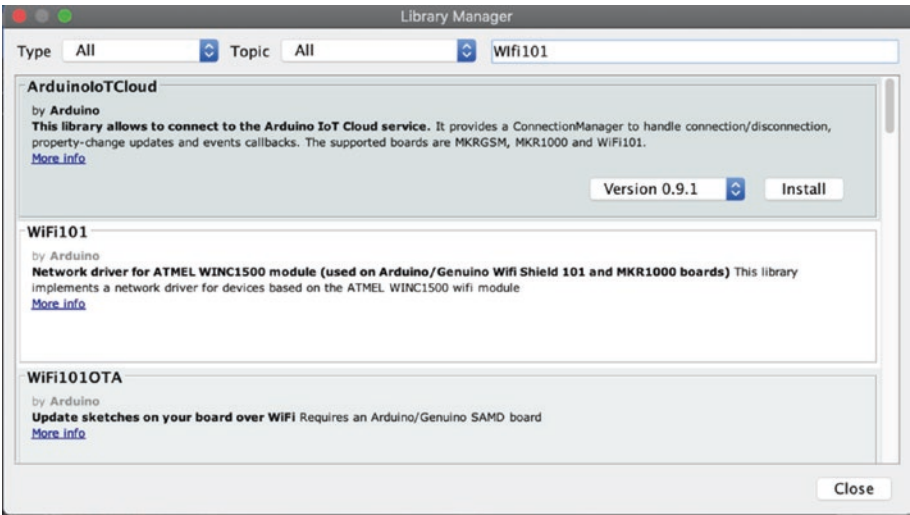 Library Manager
Type All Topic All WIfi101
ArduinoIoTCloud
by Arduino
This library allows to connect to the Arduino IoT Cloud service. It provides a ConnectionManager to handle connection/disconnection,
property-change updates and events callbacks. The supported boards are MKRGSM, MKR1000 and WiFi101.
More info
Version 0.9.1 Install
WiFi101
by Arduino
Network driver for ATMEL WINC1500 module (used on Arduino/Genuino Wifi Shield 101 and MKR1000 boards) This library
implements a network driver for devices based on the ATMEL WINC1500 wifi module
More info
WiFi101OTA
by Arduino
Update sketches on your board over WiFi Requires an Arduino/Genuino SAMD board
More info
Close